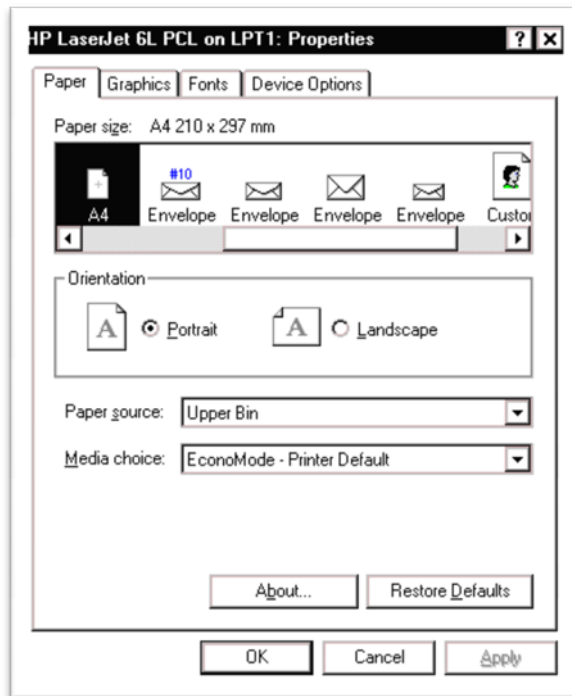 HP LaserJet 6L PCL on LPT1: Properties ? ×
Paper Graphics Fonts Device Options
Paper size: A4 210 x 297 mm
#10
A4 Envelope Envelope Envelope Envelope Custor
Orientation
A Portrait A Landscape
Paper source: Upper Bin
Media choice: EconoMode - Printer Default
About... Restore Defaults
OK Cancel Apply